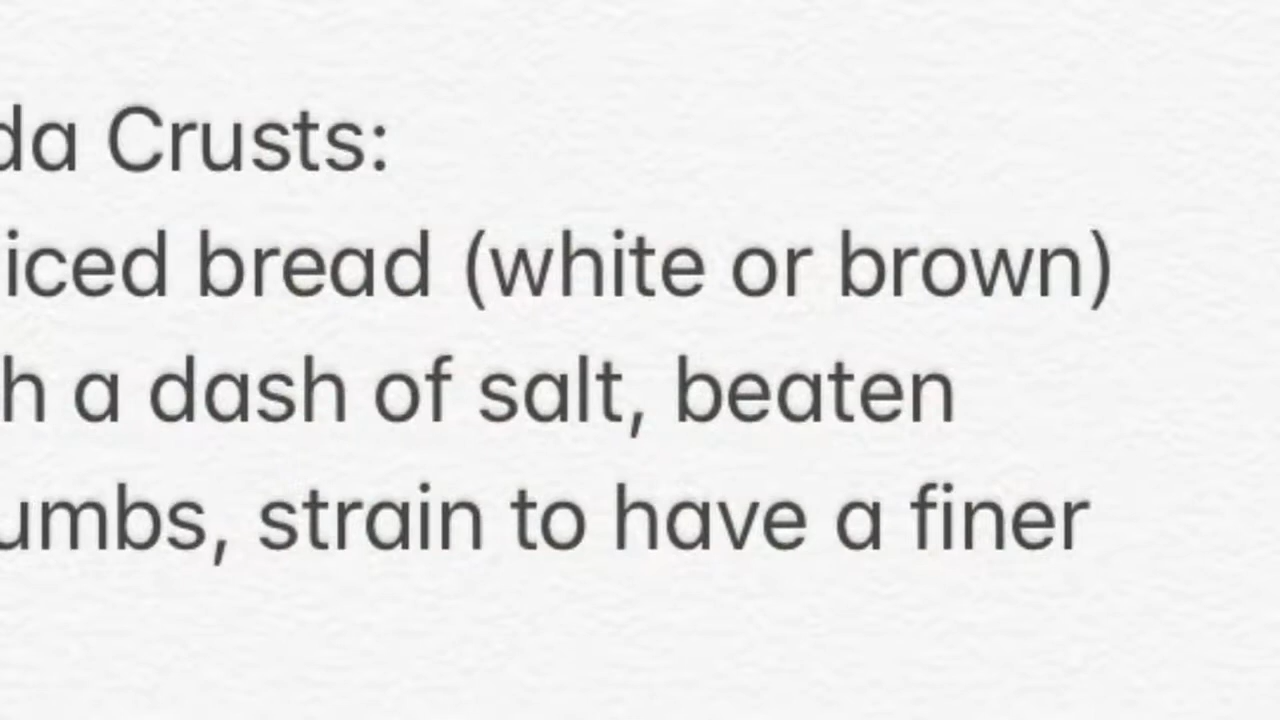 da Crusts:
iced bread (white or brown)
h a dash of salt, beaten
umbs, strain to have a finer